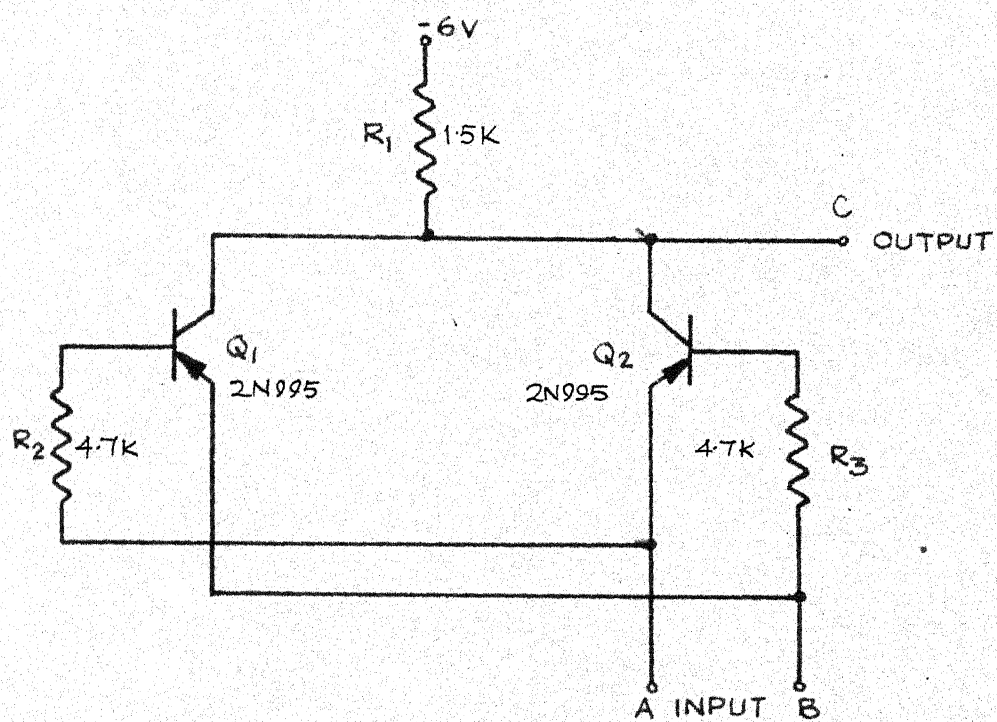 -6V
R1 1.5K
C
OUTPUT
Q1
2N995
Q2
2N995
R2 4.7K
4.7K R3
A INPUT B